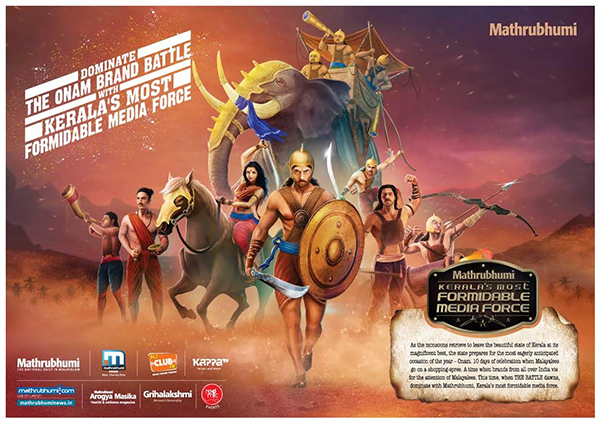 Mathrubhumi
DOMINATE
THE ONAM BRAND BATTLE
WITH
KERALA'S MOST
FORMIDABLE MEDIA FORCE
Mathrubhumi
KERALA'S MOST
FORMIDABLE
MEDIA FORCE
As the monsoons retreat to leave the beautiful state of Kerala at its
magnificent best, the state prepares for the most eagerly anticipated
occasion of the year – Onam. 10 days of celebration when Malayalees
go on a shopping spree. A time when brands from all over India vie
for the attention of Malayalees. This time, when THE BATTLE dawns,
dominate with Mathrubhumi, Kerala's most formidable media force.
Mathrubhumi
THE NATIONAL DAILY IN MALAYALAM
CLUB
KAPPA TV
mathrubhumi.com
mathrubhuminews.in
Mathrubhumi
Arogya Masika
Health & wellness magazine
Grihalakshmi
EVENTS